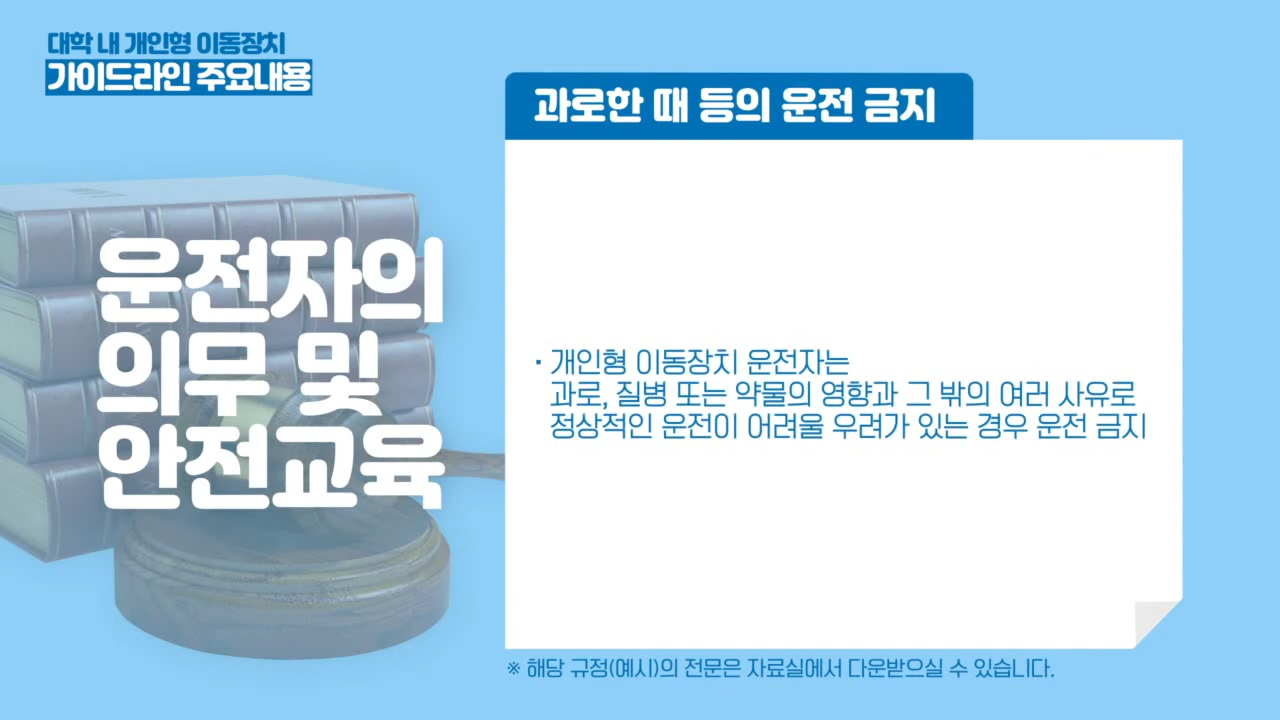 대학 내 개인형 이동장치
가이드라인 주요내용
과로한 때 등의 운전 금지
운전자의
의무 및
안전교육
· 개인형 이동장치 운전자는
과로, 질병 또는 약물의 영향과 그 밖의 여러 사유로
정상적인 운전이 어려울 우려가 있는 경우 운전 금지
※ 해당 규정(예시)의 전문은 자료실에서 다운받으실 수 있습니다.